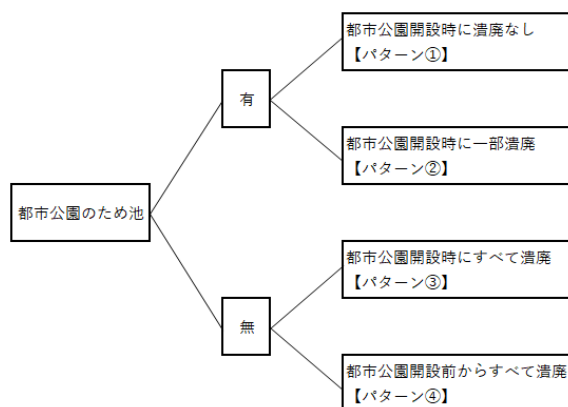 都市公園のため池
有
都市公園開設時に潰廃なし
【パターン①】
都市公園開設時に一部潰廃
【パターン②】
無
都市公園開設時にすべて潰廃
【パターン③】
都市公園開設前からすべて潰廃
【パターン④】